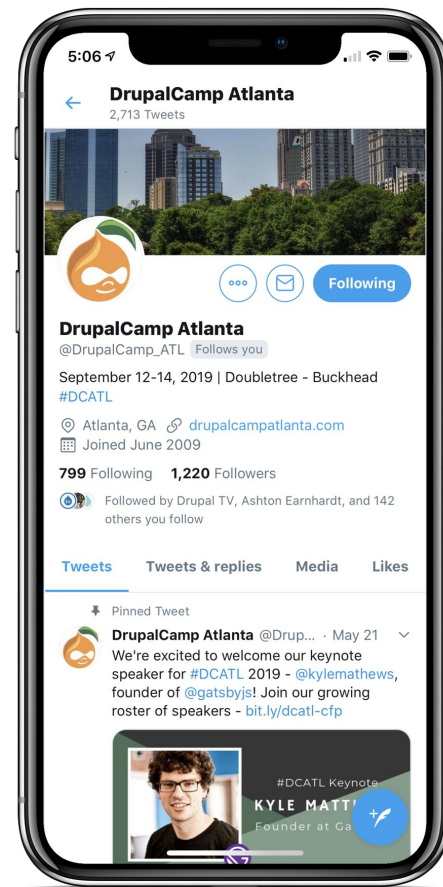 5:06
DrupalCamp Atlanta
2,713 Tweets
Following
DrupalCamp Atlanta
@DrupalCamp_ATL Follows you
September 12-14, 2019 | Doubletree - Buckhead
#DCATL
Atlanta, GA drupalcampatlanta.com
Joined June 2009
799 Following 1,220 Followers
Followed by Drupal TV, Ashton Earnhardt, and 142
others you follow
Tweets Tweets & replies Media Likes
Pinned Tweet
DrupalCamp Atlanta @Drup... · May 21
We're excited to welcome our keynote
speaker for #DCATL 2019 - @kylemathews,
founder of @gatsbyjs! Join our growing
roster of speakers - bit.ly/dcatl-cfp
#DCATL Keynote
KYLE MATT
Founder at Ga